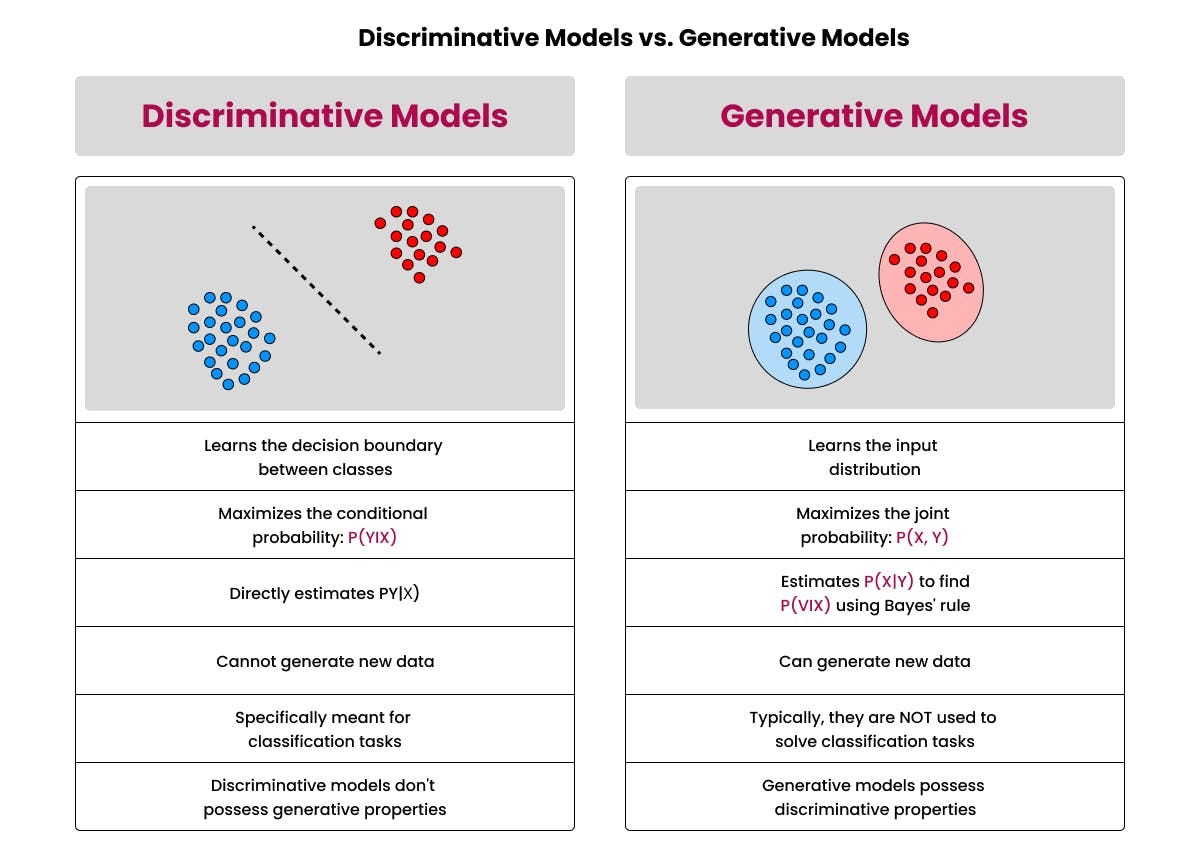 Discriminative Models vs. Generative Models
Discriminative Models
Learns the decision boundary
between classes
Maximizes the conditional
probability: P(YIX)
Directly estimates PY|X)
Cannot generate new data
Specifically meant for
classification tasks
Discriminative models don't
possess generative properties
Generative Models
Learns the input
distribution
Maximizes the joint
probability: P(X, Y)
Estimates P(X|Y) to find
P(VIX) using Bayes' rule
Can generate new data
Typically, they are NOT used to
solve classification tasks
Generative models possess
discriminative properties